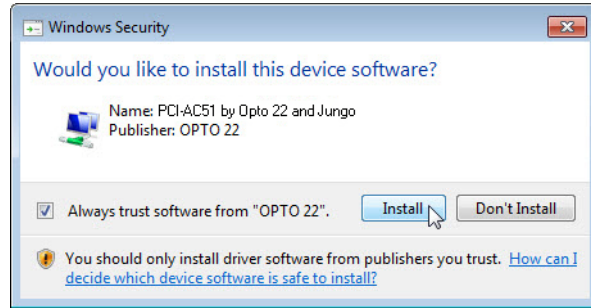 Windows Security
Would you like to install this device software?
Name: PCI-AC51 by Opto 22 and Jungo
Publisher: OPTO 22
Always trust software from "OPTO 22".
Install
Don't Install
You should only install driver software from publishers you trust. How can I
decide which device software is safe to install?